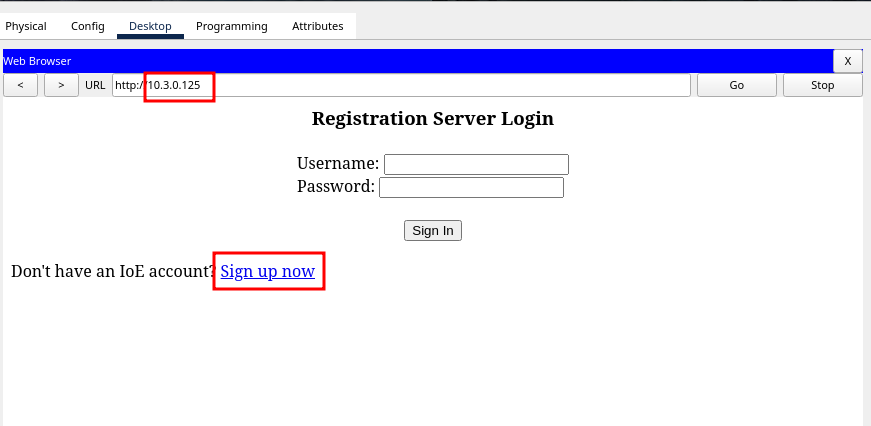 Physical Config Desktop Programming Attributes
Web Browser X
< > URL http://10.3.0.125 Go Stop
Registration Server Login
Username:
Password:
Sign In
Don't have an IoE account? Sign up now